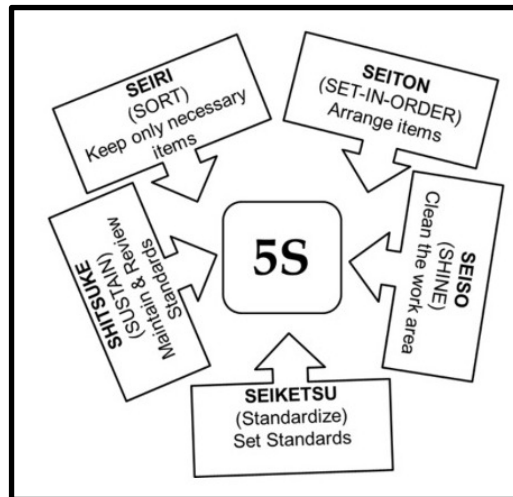 SEIRI
(SORT)
Keep only necessary
items
SEITON
(SET-IN-ORDER)
Arrange items
SHITSUKE
(SUSTAIN)
Maintain & Review
Standards
5S
SEISO
(SHINE)
Clean the work area
SEIKETSU
(Standardize)
Set Standards